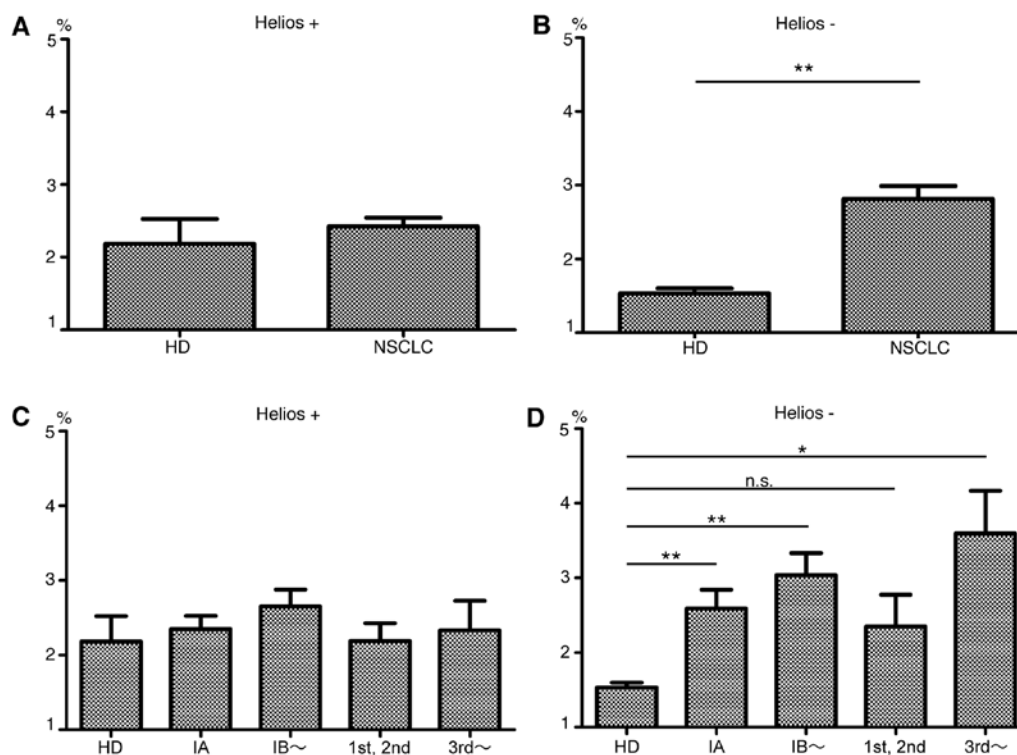 A
%
Helios +
5
4
3
2
1
HD
NSCLC
B
%
Helios -
5
4
3
2
1
**
HD
NSCLC
C
%
Helios +
5
4
3
2
1
HD
IA
IB～
1st, 2nd
3rd～
D
%
Helios -
5
4
3
2
1
*
n.s.
**
**
HD
IA
IB～
1st, 2nd
3rd～